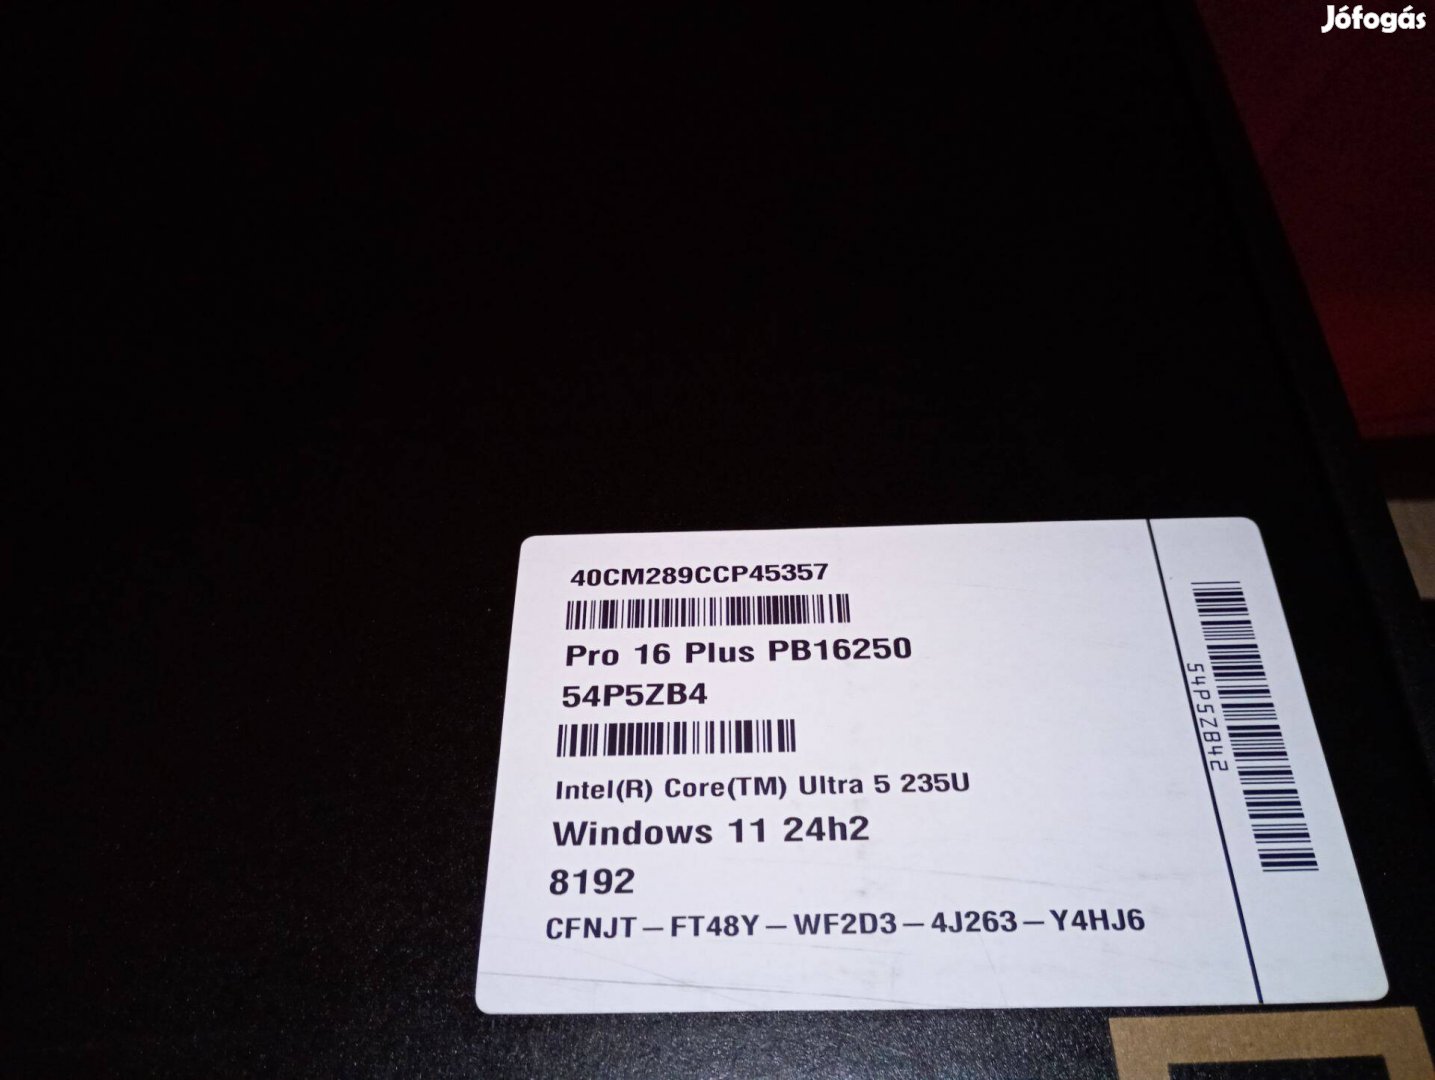 Jófogás
40CM289CCP45357
Pro 16 Plus PB16250
54P5ZB4
Intel(R) Core(TM) Ultra 5 235U
Windows 11 24h2
8192
CFNJT—FT48Y—WF2D3—4J263—Y4HJ6
54P5ZB42